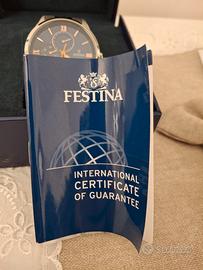 FESTINA
INTERNATIONAL
CERTIFICATE
OF GUARANTEE